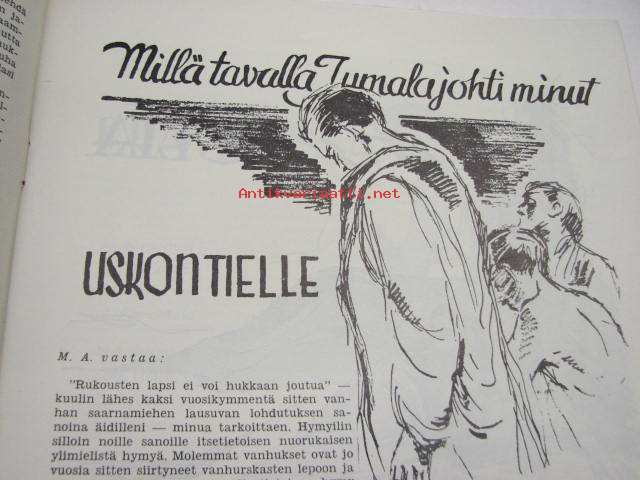 Millä tavalla Jumala johti minut
USKONTIELLE
Antikvariaatti.net
M. A. vastaa:
"Rukousten lapsi ei voi hukkaan joutua" —
kuulin lähes kaksi vuosikymmentä sitten van-
han saarnamiehen lausuvan lohdutuksen sa-
noina äidilleni — minua tarkoittaen. Hymyilin
silloin noille sanoille itsetietoisen nuorukaisen
ylimielistä hymyä. Molemmat vanhukset ovat jo
vuosia sitten siirtyneet vanhurskasten lepoon ja